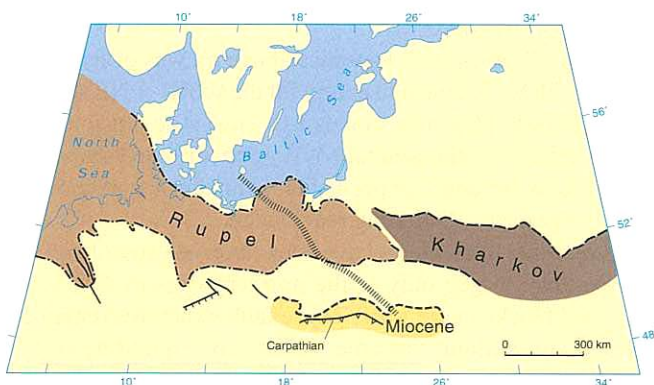 10°
18°
26°
34°
56°
North
Sea
Baltic Sea
52°
Rupel
Kharkov
Miocene
Carpathian
0 300 km
48°
10°
18°
26°
34°